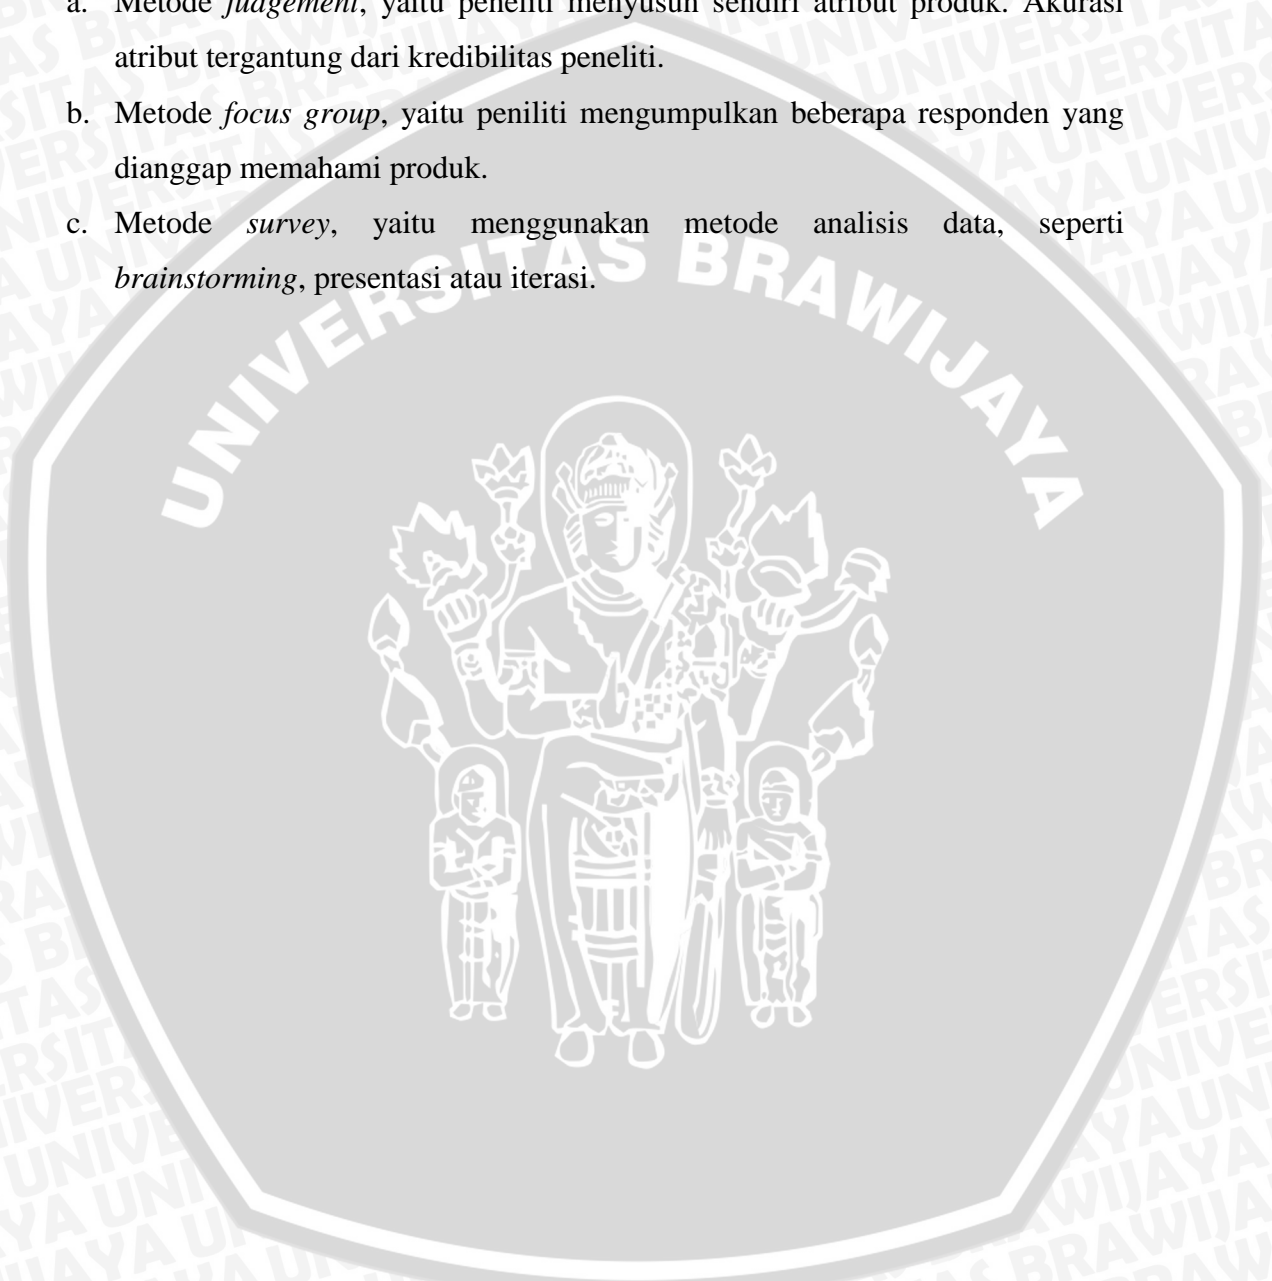 a. Metode judgement, yaitu peneliti menyusun sendiri atribut produk. Akurasi
atribut tergantung dari kredibilitas peneliti.
b. Metode focus group, yaitu peniliti mengumpulkan beberapa responden yang
dianggap memahami produk.
c. Metode survey, yaitu menggunakan metode analisis data, seperti
brainstorming, presentasi atau iterasi.
UNIVERSITAS BRAWIJAYA